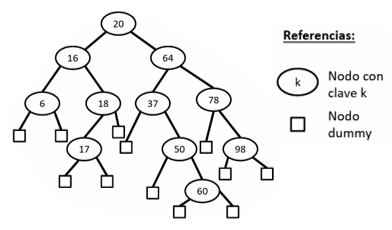 20
Referencias:
16
64
k
Nodo con
clave k
6
18
37
78
Nodo
dummy
17
50
98
60